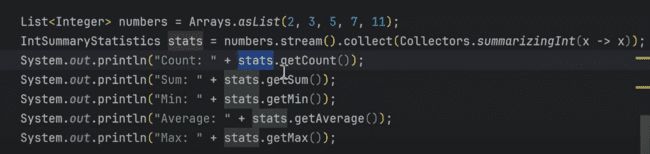 List<Integer> numbers = Arrays.asList(2, 3, 5, 7, 11);
IntSummaryStatistics stats = numbers.stream().collect(Collectors.summarizingInt(x -> x));
System.out.println("Count: " + stats.getCount());
System.out.println("Sum: " + stats.getSum());
System.out.println("Min: " + stats.getMin());
System.out.println("Average: " + stats.getAverage());
System.out.println("Max: " + stats.getMax());